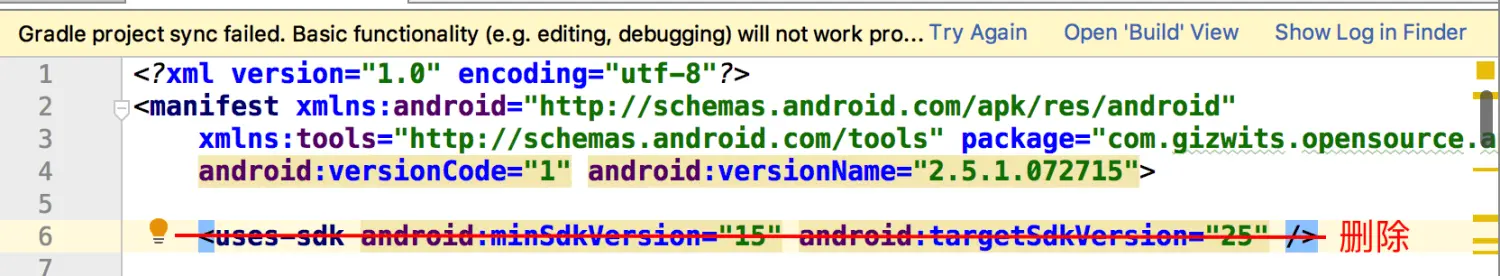 Gradle project sync failed. Basic functionality (e.g. editing, debugging) will not work pro... Try Again Open 'Build' View Show Log in Finder
1 <?xml version="1.0" encoding="utf-8"?>
2 <manifest xmlns:android="http://schemas.android.com/apk/res/android"
3 xmlns:tools="http://schemas.android.com/tools" package="com.gizwits.opensource.a
4 android:versionCode="1" android:versionName="2.5.1.072715">
5
6 <uses-sdk android:minSdkVersion="15" android:targetSdkVersion="25" /> 删除
7